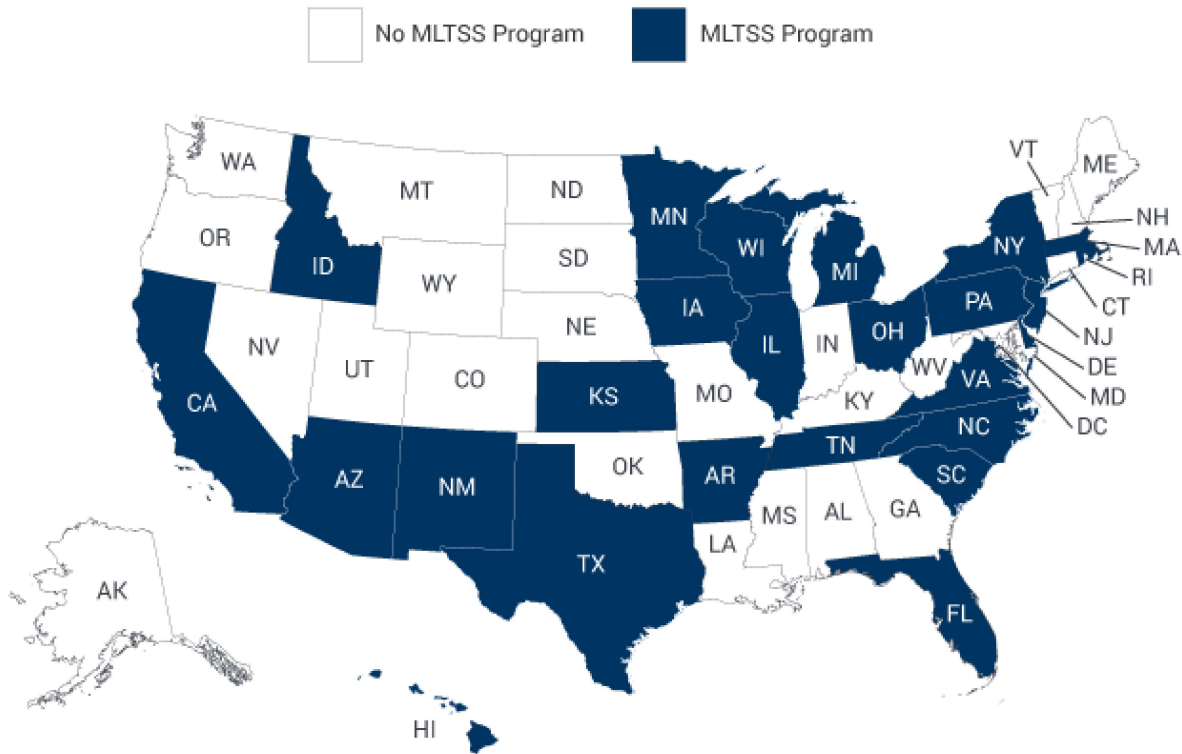 No MLTSS Program
MLTSS Program
WA
MT
ND
MN
VT
ME
OR
ID
WY
SD
WI
MI
NY
NH
MA
RI
CT
NV
UT
CO
NE
IA
IL
IN
OH
PA
NJ
DE
MD
DC
CA
KS
MO
KY
WV
VA
AZ
NM
OK
AR
TN
NC
SC
TX
LA
MS
AL
GA
FL
AK
HI